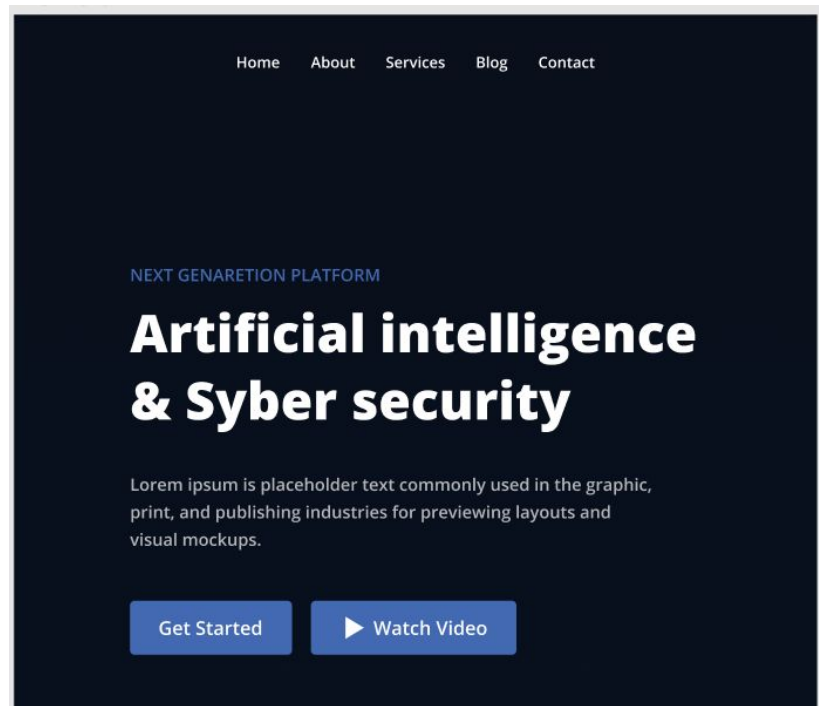 Home About Services Blog Contact
NEXT GENARETION PLATFORM
Artificial intelligence
& Syber security
Lorem ipsum is placeholder text commonly used in the graphic,
print, and publishing industries for previewing layouts and
visual mockups.
Get Started Watch Video